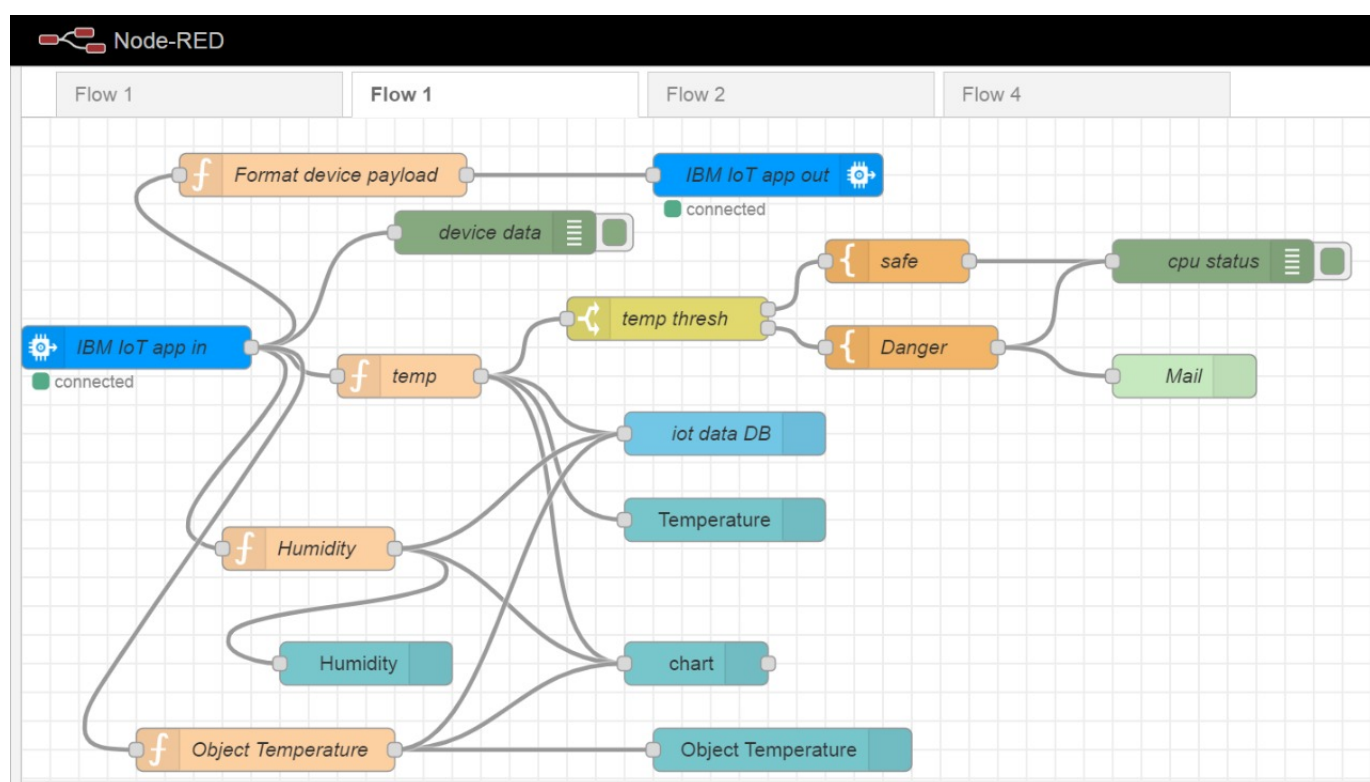 Node-RED
Flow 1
Flow 1
Flow 2
Flow 4
Format device payload
IBM IoT app out
connected
device data
safe
cpu status
temp thresh
IBM IoT app in
Danger
connected
temp
Mail
iot data DB
Temperature
Humidity
Humidity
chart
Object Temperature
Object Temperature